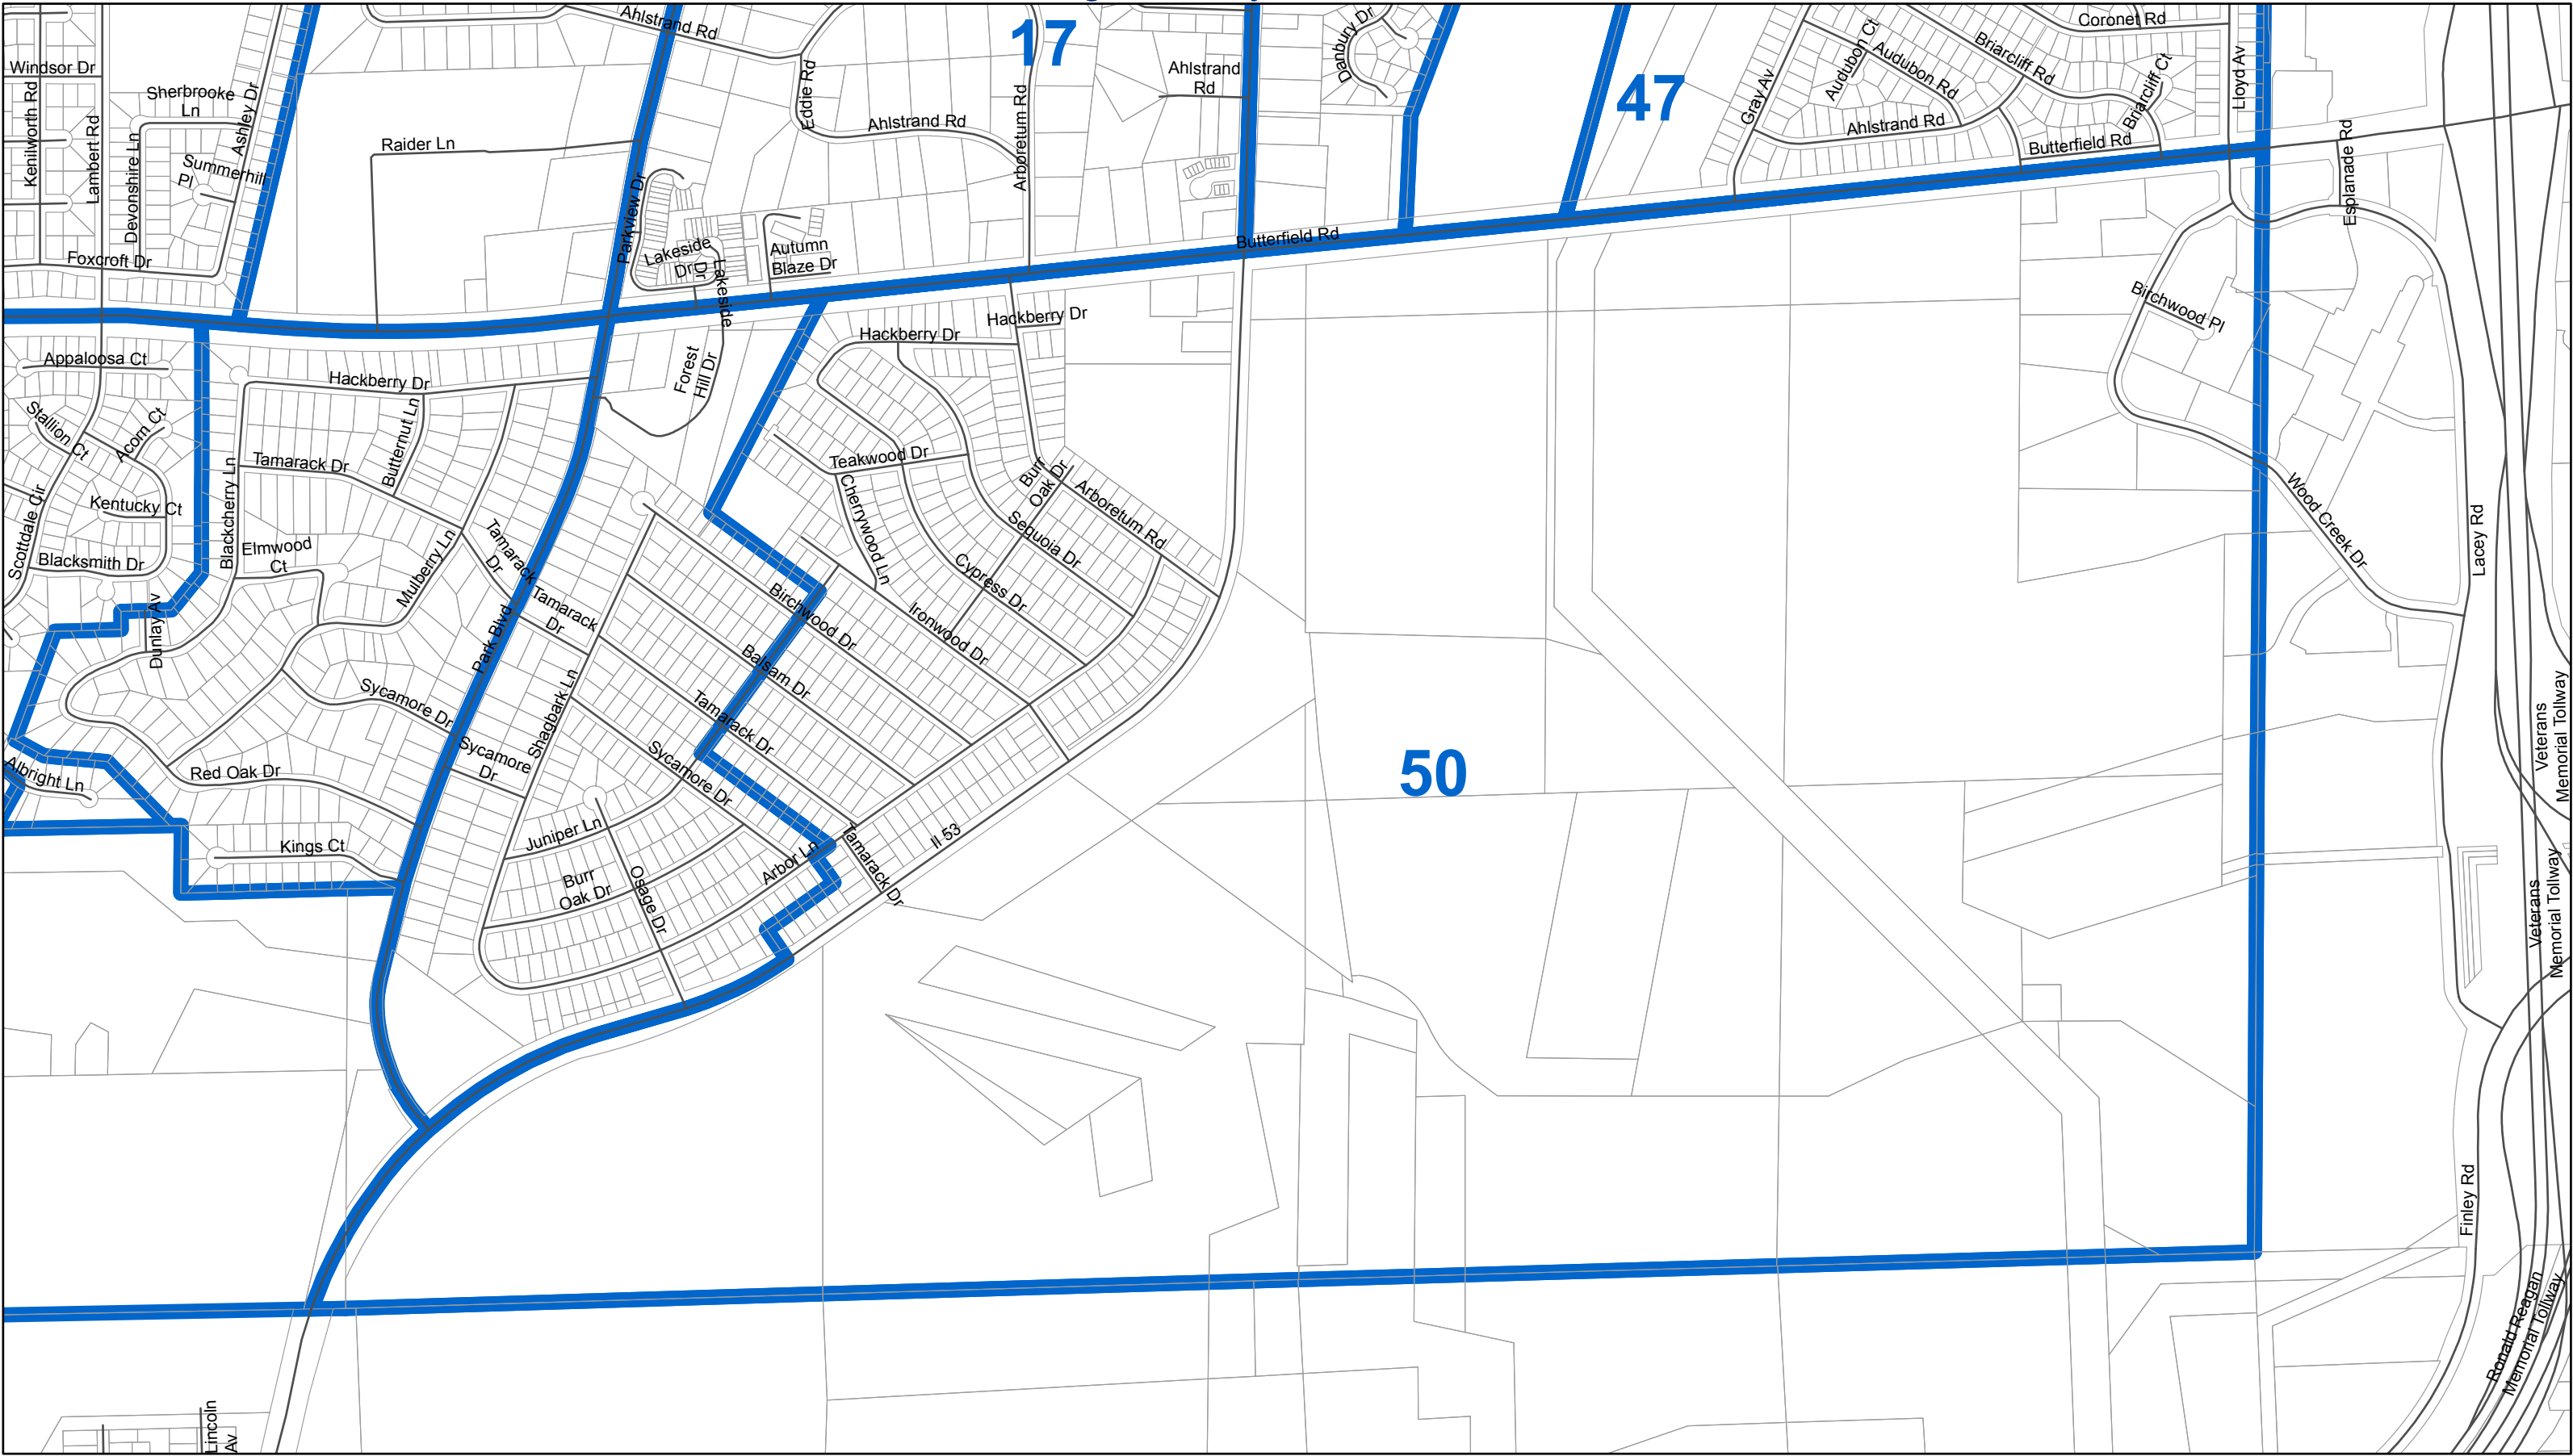 Ahlstrand Rd
17
Danbury Dr
Coronet Rd
Windsor Dr
Ahlstrand
Rd
47
Audubon Ct
Audubon Rd
Briarcliff Rd
Briarcliff Ct
Lloyd Av
Kenilworth Rd
Lambert Rd
Sherbrooke
Ln
Ashley Dr
Eddie Rd
Arboretum Rd
Gray Av
Ahlstrand Rd
Ahlstrand Rd
Butterfield Rd
Esplanade Rd
Raider Ln
Devonshire Ln
Summerhill
Pl
Parkview Dr
Foxcroft Dr
Lakeside
Dr
Lakeside
Dr
Autumn
Blaze Dr
Butterfield Rd
Birchwood Pl
Hackberry Dr
Hackberry Dr
Appaloosa Ct
Hackberry Dr
Forest
Hill Dr
Stallion Ct
Acorn Ct
Butternut Ln
Tamarack Dr
Teakwood Dr
Burr
Oak Dr
Arboretum Rd
Wood Creek Dr
Kentucky Ct
Blackcherry Ln
Cherrywood Ln
Sequoia Dr
Lacey Rd
Scottdale Cir
Blacksmith Dr
Elmwood
Ct
Mulberry Ln
Tamarack
Dr
Cypress Dr
Dunlay Av
Tamarack
Dr
Birchwood Dr
Ironwood Dr
Park Blvd
Balsam Dr
Sycamore Dr
Shagbark Ln
Tamarack Dr
Veterans
Memorial Tollway
Sycamore
Dr
Sycamore Dr
50
Albright Ln
Red Oak Dr
Juniper Ln
Il 53
Kings Ct
Burr
Oak Dr
Osage Dr
Arbor Ln
Tamarack Dr
Veterans
Memorial Tollway
Finley Rd
Ronald Reagan
Memorial Tollway
Lincoln
Av